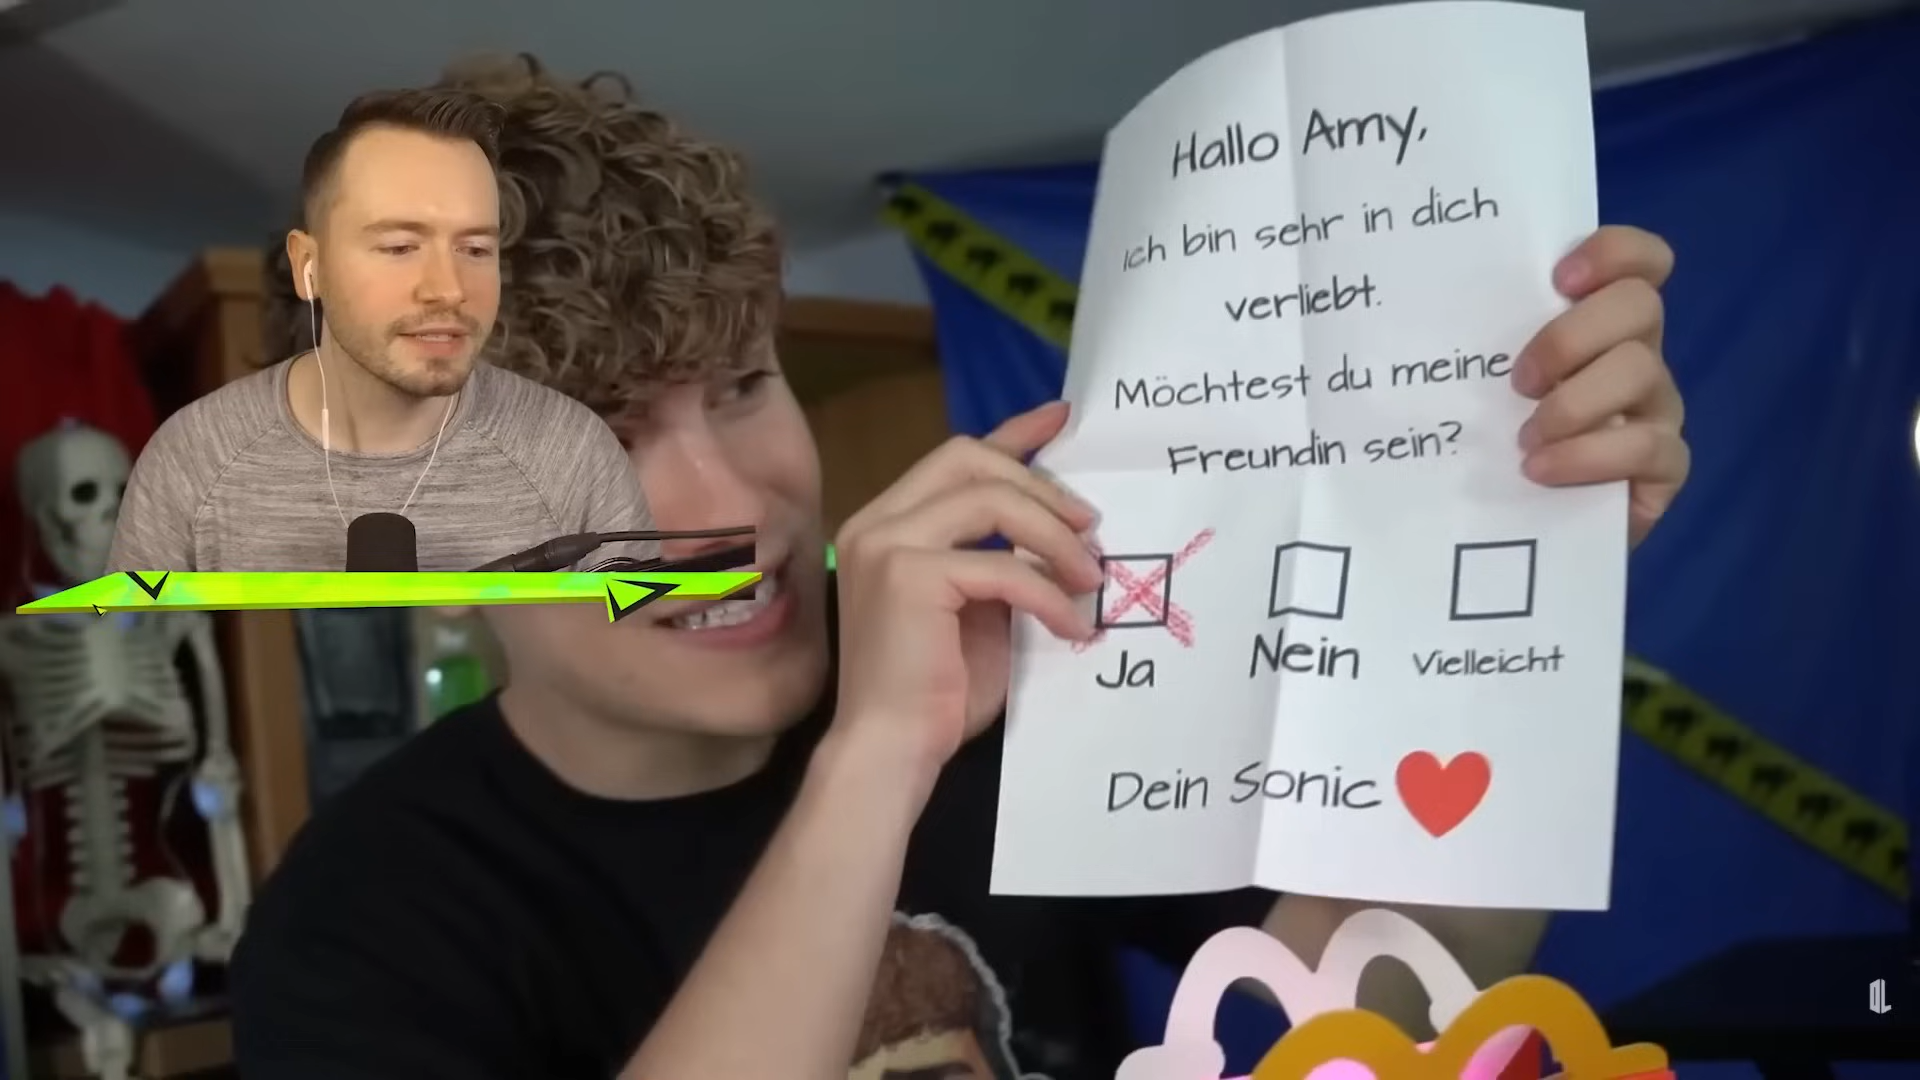 Hallo Amy,
ich bin sehr in dich
verliebt.
Möchtest du meine
Freundin sein?
Ja Nein Vielleicht
Dein Sonic